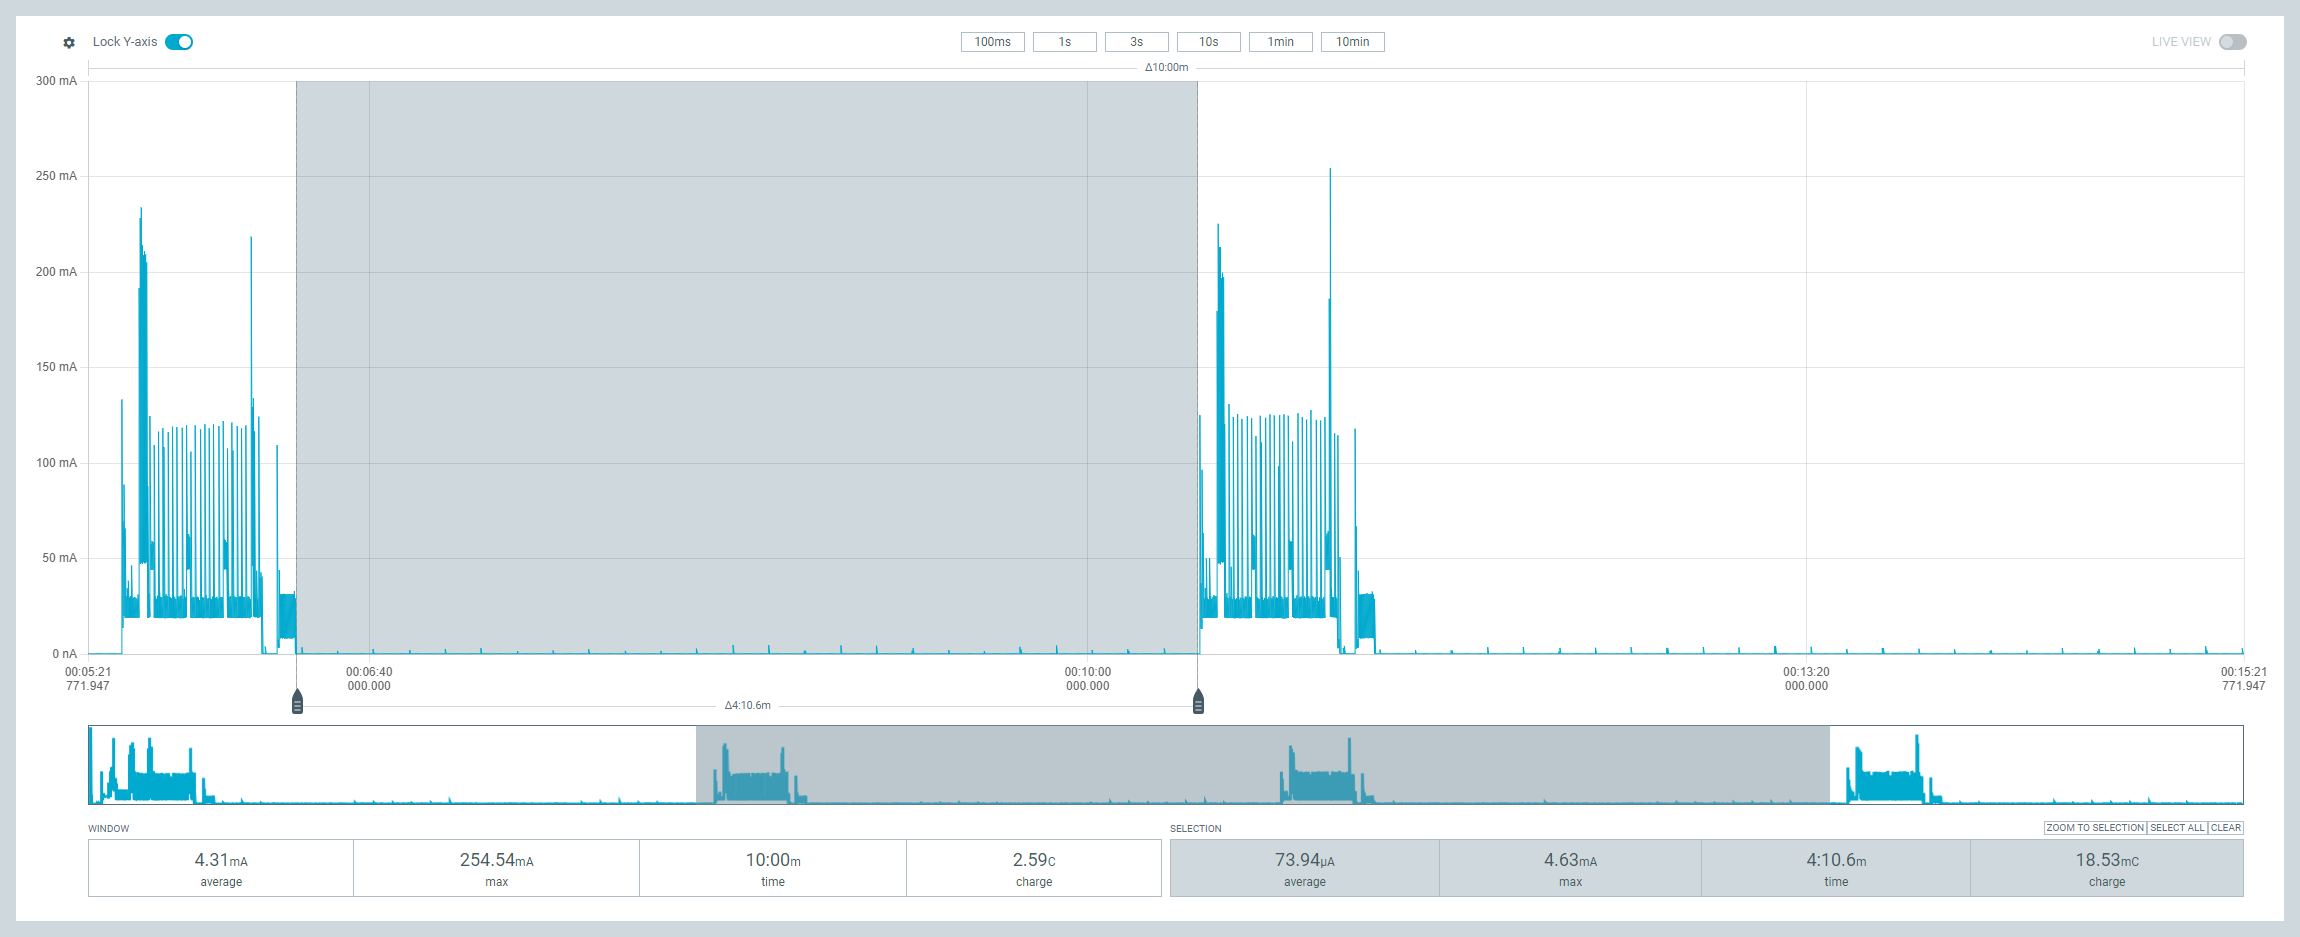 Lock Y-axis
100ms 1s 3s 10s 1min 10min
LIVE VIEW
Δ10:00m
300 mA
250 mA
200 mA
150 mA
100 mA
50 mA
0 nA
00:05:21 00:06:40 00:10:00 00:13:20 00:15:21
771.947 000.000 000.000 000.000 771.947
Δ4:10.6m
WINDOW
SELECTION
ZOOM TO SELECTION SELECT ALL CLEAR
4.31mA 254.54mA 10:00m 2.59C
average max time charge
73.94μA 4.63mA 4:10.6m 18.53mC
average max time charge